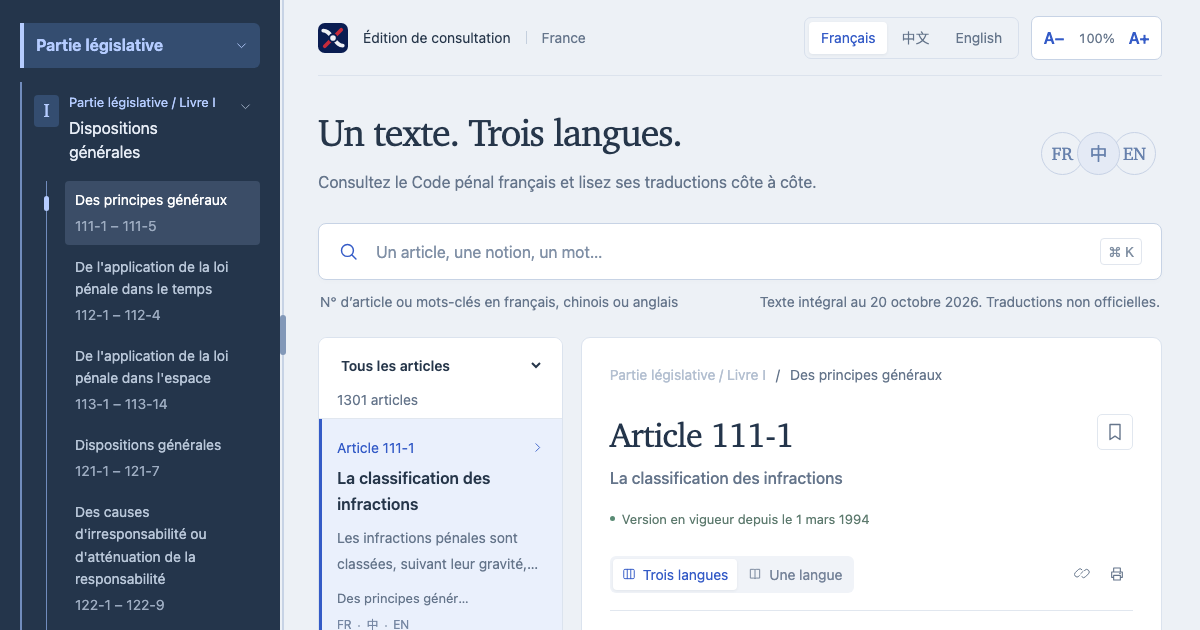 Partie législative
I
Partie législative / Livre I
Dispositions
générales
Des principes généraux
111-1 – 111-5
De l'application de la loi
pénale dans le temps
112-1 – 112-4
De l'application de la loi
pénale dans l'espace
113-1 – 113-14
Dispositions générales
121-1 – 121-7
Des causes
d'irresponsabilité ou
d'atténuation de la
responsabilité
122-1 – 122-9
Édition de consultation
France
Français
中文
English
A−
100%
A+
Un texte. Trois langues.
Consultez le Code pénal français et lisez ses traductions côte à côte.
FR
中
EN
Un article, une notion, un mot...
⌘ K
N° d’article ou mots-clés en français, chinois ou anglais
Texte intégral au 20 octobre 2026. Traductions non officielles.
Tous les articles
1301 articles
Article 111-1
La classification des
infractions
Les infractions pénales sont
classées, suivant leur gravité,...
Des principes génér...
FR · 中 · EN
Partie législative / Livre I / Des principes généraux
Article 111-1
La classification des infractions
Version en vigueur depuis le 1 mars 1994
Trois langues
Une langue